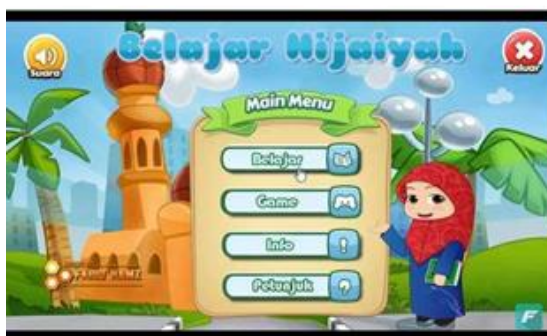 Belajar Hijaiyah
Suara
Keluar
Main Menu
Belajar
Game
Info
Petunjuk